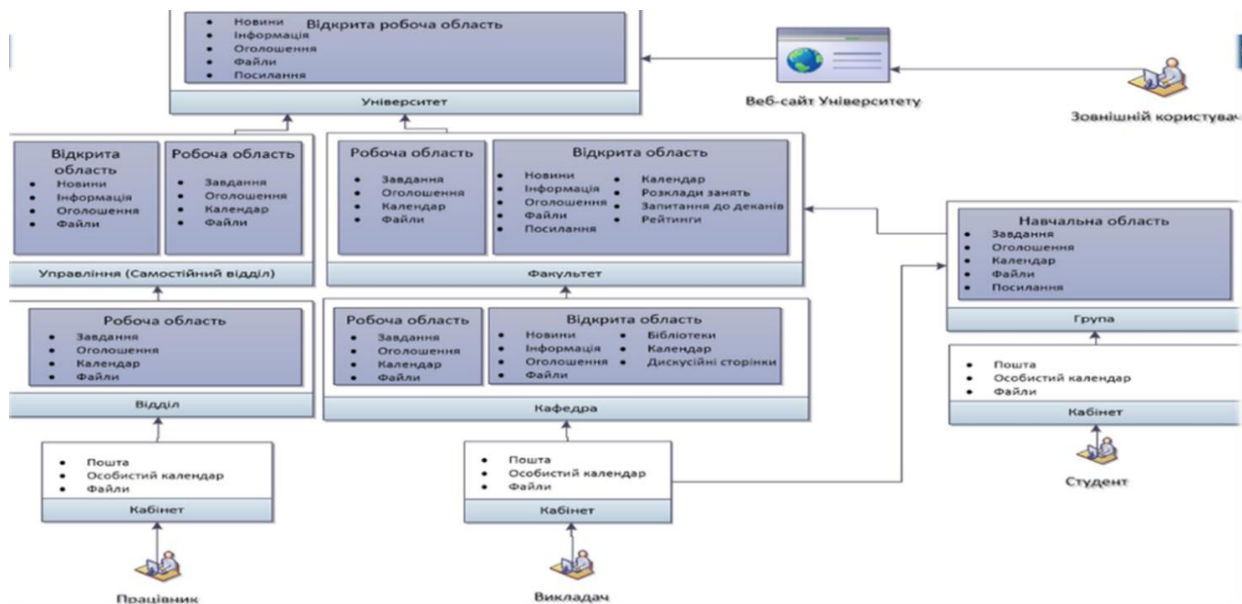 Відкрита робоча область
Новини
Інформація
Оголошення
Файли
Посилання
Університет
Веб-сайт Університету
Зовнішній користувач
Відкрита область
Новини
Інформація
Оголошення
Файли
Робоча область
Завдання
Оголошення
Календар
Файли
Управління (Самостійний відділ)
Робоча область
Завдання
Оголошення
Календар
Файли
Відкрита область
Новини
Інформація
Оголошення
Файли
Посилання
Календар
Розклади занять
Запитання до деканів
Рейтинги
Факультет
Навчальна область
Завдання
Оголошення
Календар
Файли
Посилання
Група
Робоча область
Завдання
Оголошення
Календар
Файли
Відділ
Робоча область
Завдання
Оголошення
Календар
Файли
Відкрита область
Новини
Інформація
Оголошення
Файли
Бібліотеки
Календар
Дискусійні сторінки
Кафедра
Пошта
Особистий календар
Файли
Кабінет
Студент
Пошта
Особистий календар
Файли
Кабінет
Працівник
Пошта
Особистий календар
Файли
Кабінет
Викладач